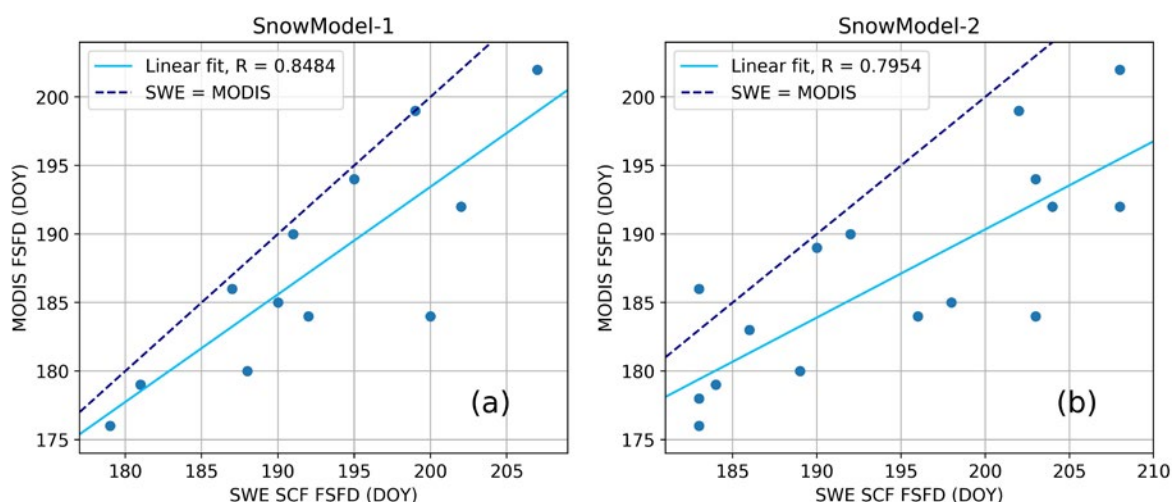 SnowModel-1
Linear fit, R = 0.8484
SWE = MODIS
MODIS FSFD (DOY)
200
195
190
185
180
175
(a)
180 185 190 195 200 205
SWE SCF FSFD (DOY)
SnowModel-2
Linear fit, R = 0.7954
SWE = MODIS
MODIS FSFD (DOY)
200
195
190
185
180
175
(b)
185 190 195 200 205 210
SWE SCF FSFD (DOY)